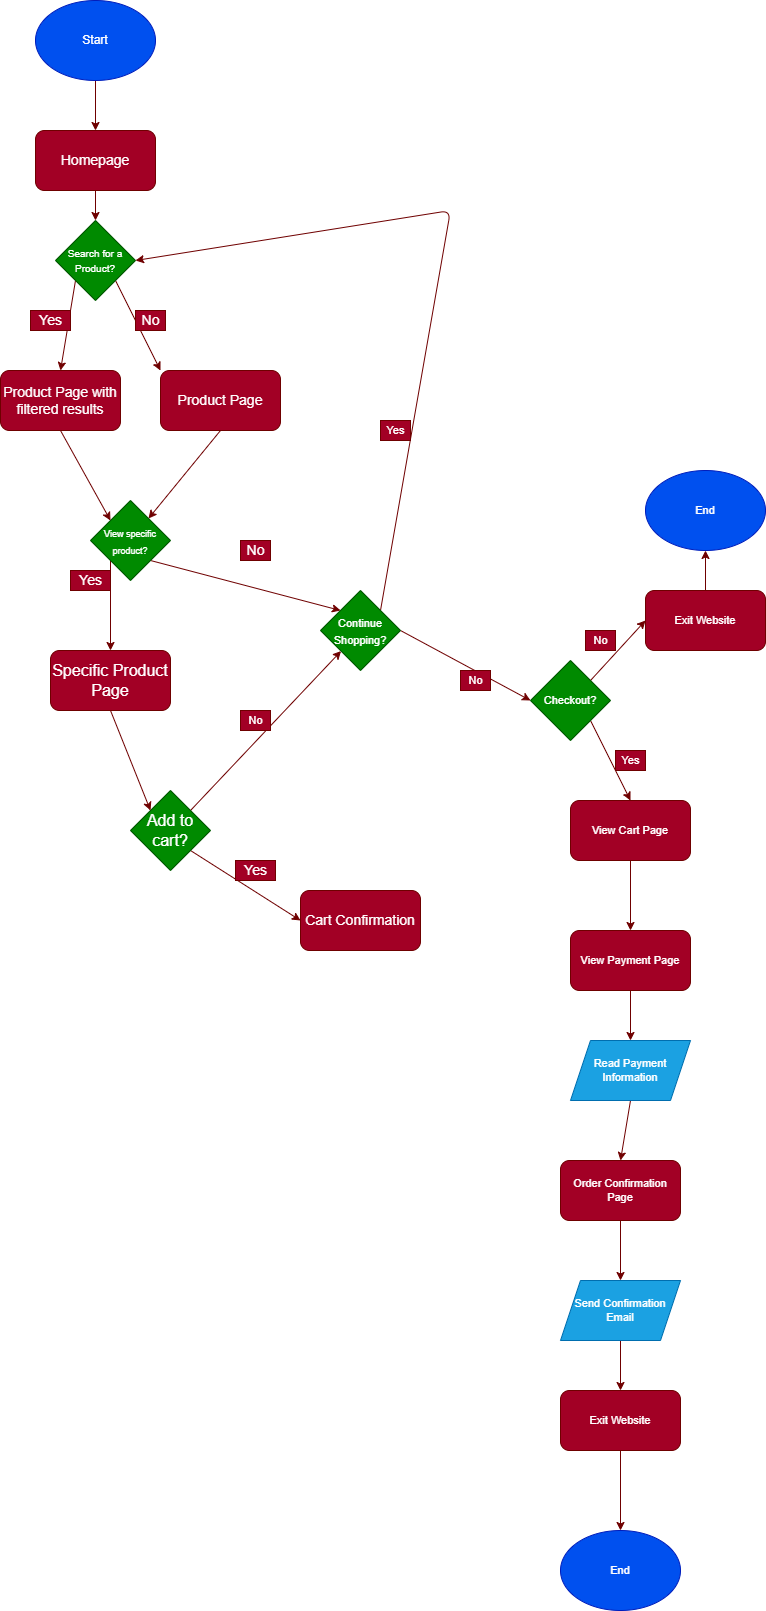 Start
Homepage
Search for a
Product?
Yes
No
Product Page with
filtered results
Product Page
Yes
View specific
product?
No
Yes
Continue
Shopping?
Specific Product
Page
No
No
Add to
cart?
Yes
Cart Confirmation
End
Exit Website
No
Checkout?
Yes
View Cart Page
View Payment Page
Read Payment
Information
Order Confirmation
Page
Send Confirmation
Email
Exit Website
End